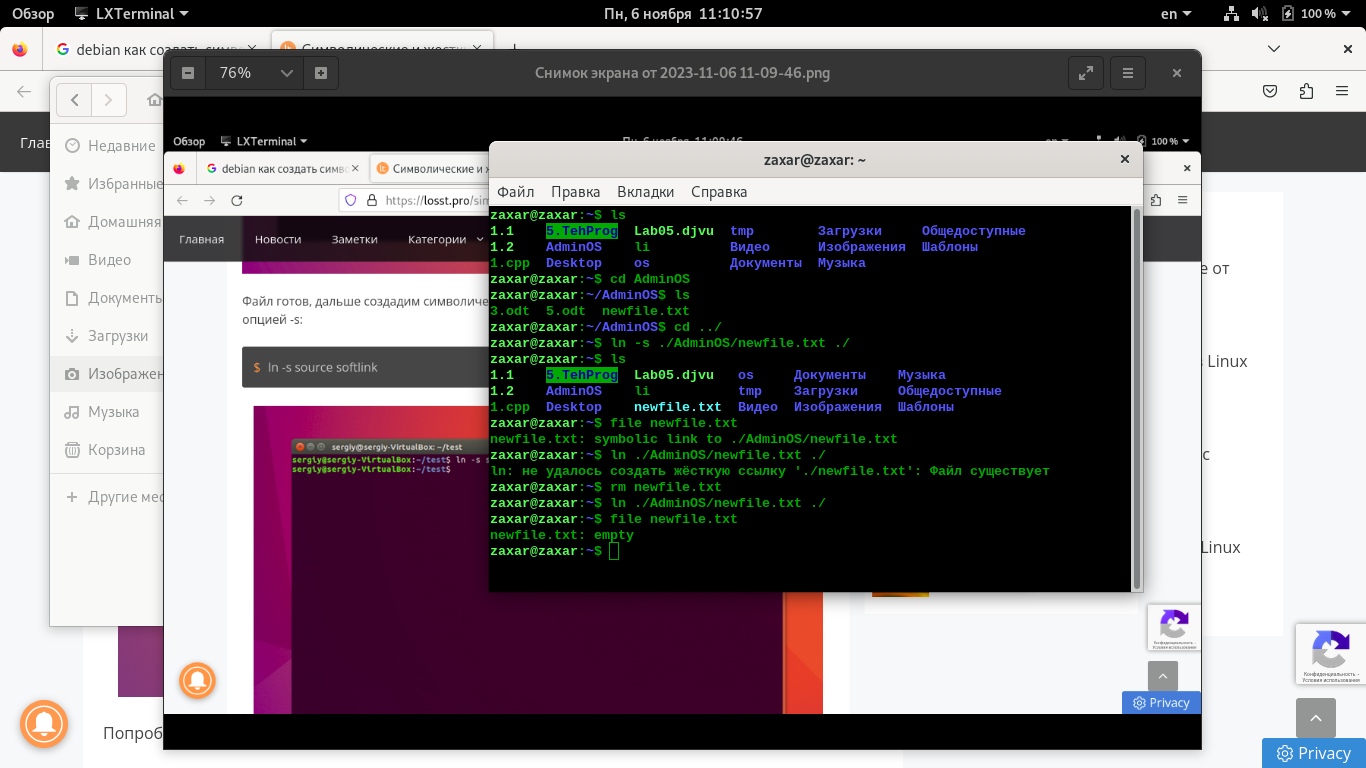 Обзор LXTerminal Пн, 6 ноября 11:10:57 en 100 %
debian как создать симво Символические и жестк
76% Снимок экрана от 2023-11-06 11-09-46.png
Глав
Недавние
Избранные
Домашняя
Видео
Документы
Загрузки
Изображен
Музыка
Корзина
Другие мес
Обзор LXTerminal Пн, 6 ноября 11:09:46 en 100 %
debian как создать симво Символические и ж
https://losst.pro/sim
Главная Новости Заметки Категории
Файл готов, дальше создадим символиче
опцией -s:
$ ln -s source softlink
sergiy@sergiy-VirtualBox: ~/test
sergiy@sergiy-VirtualBox:~/test$ ln -s s
sergiy@sergiy-VirtualBox:~/test$
zaxar@zaxar: ~
Файл Правка Вкладки Справка
zaxar@zaxar:~$ ls
1.1 5.TehProg Lab05.djvu tmp Загрузки Общедоступные
1.2 AdminOS li Видео Изображения Шаблоны
1.cpp Desktop os Документы Музыка
zaxar@zaxar:~$ cd AdminOS
zaxar@zaxar:~/AdminOS$ ls
3.odt 5.odt newfile.txt
zaxar@zaxar:~/AdminOS$ cd ../
zaxar@zaxar:~$ ln -s ./AdminOS/newfile.txt ./
zaxar@zaxar:~$ ls
1.1 5.TehProg Lab05.djvu os Документы Музыка
1.2 AdminOS li tmp Загрузки Общедоступные
1.cpp Desktop newfile.txt Видео Изображения Шаблоны
zaxar@zaxar:~$ file newfile.txt
newfile.txt: symbolic link to ./AdminOS/newfile.txt
zaxar@zaxar:~$ ln ./AdminOS/newfile.txt ./
ln: не удалось создать жёсткую ссылку './newfile.txt': Файл существует
zaxar@zaxar:~$ rm newfile.txt
zaxar@zaxar:~$ ln ./AdminOS/newfile.txt ./
zaxar@zaxar:~$ file newfile.txt
newfile.txt: empty
zaxar@zaxar:~$
е от
s Linux
с
Linux
Конфиденциальность -
Условия использования
Privacy
Попроб
Конфиденциальность -
Условия использования
Privacy